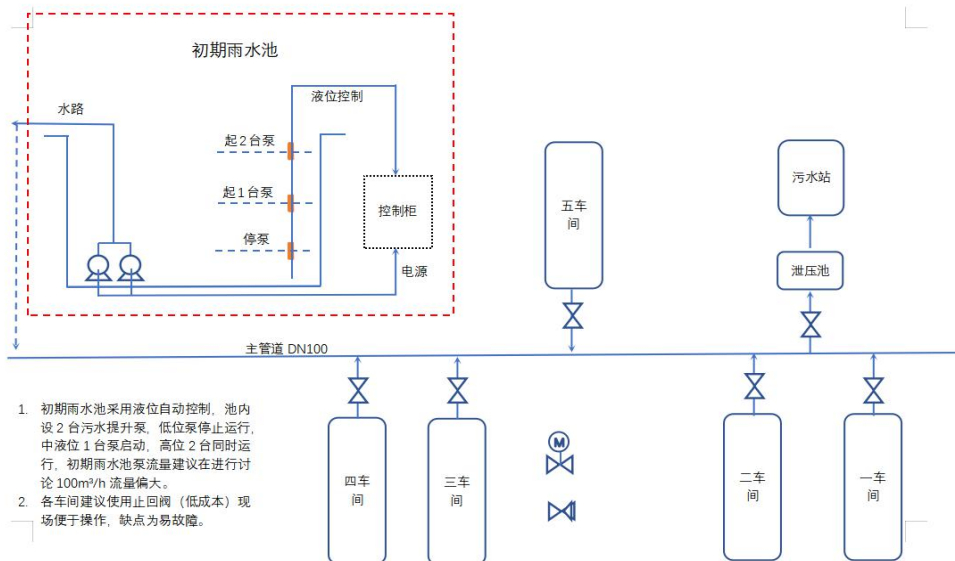 初期雨水池
水路
液位控制
起2台泵
起1台泵
停泵
控制柜
电源
五车
间
污水站
泄压池
主管道 DN100
1. 初期雨水池采用液位自动控制，池内
设 2 台污水提升泵，低位泵停止运行，
中液位 1 台泵启动，高位 2 台同时运
行，初期雨水池泵流量建议在进行讨
论 100m³/h 流量偏大。
2. 各车间建议使用止回阀（低成本）现
场便于操作，缺点为易故障。
四车
间
三车
间
M
二车
间
一车
间